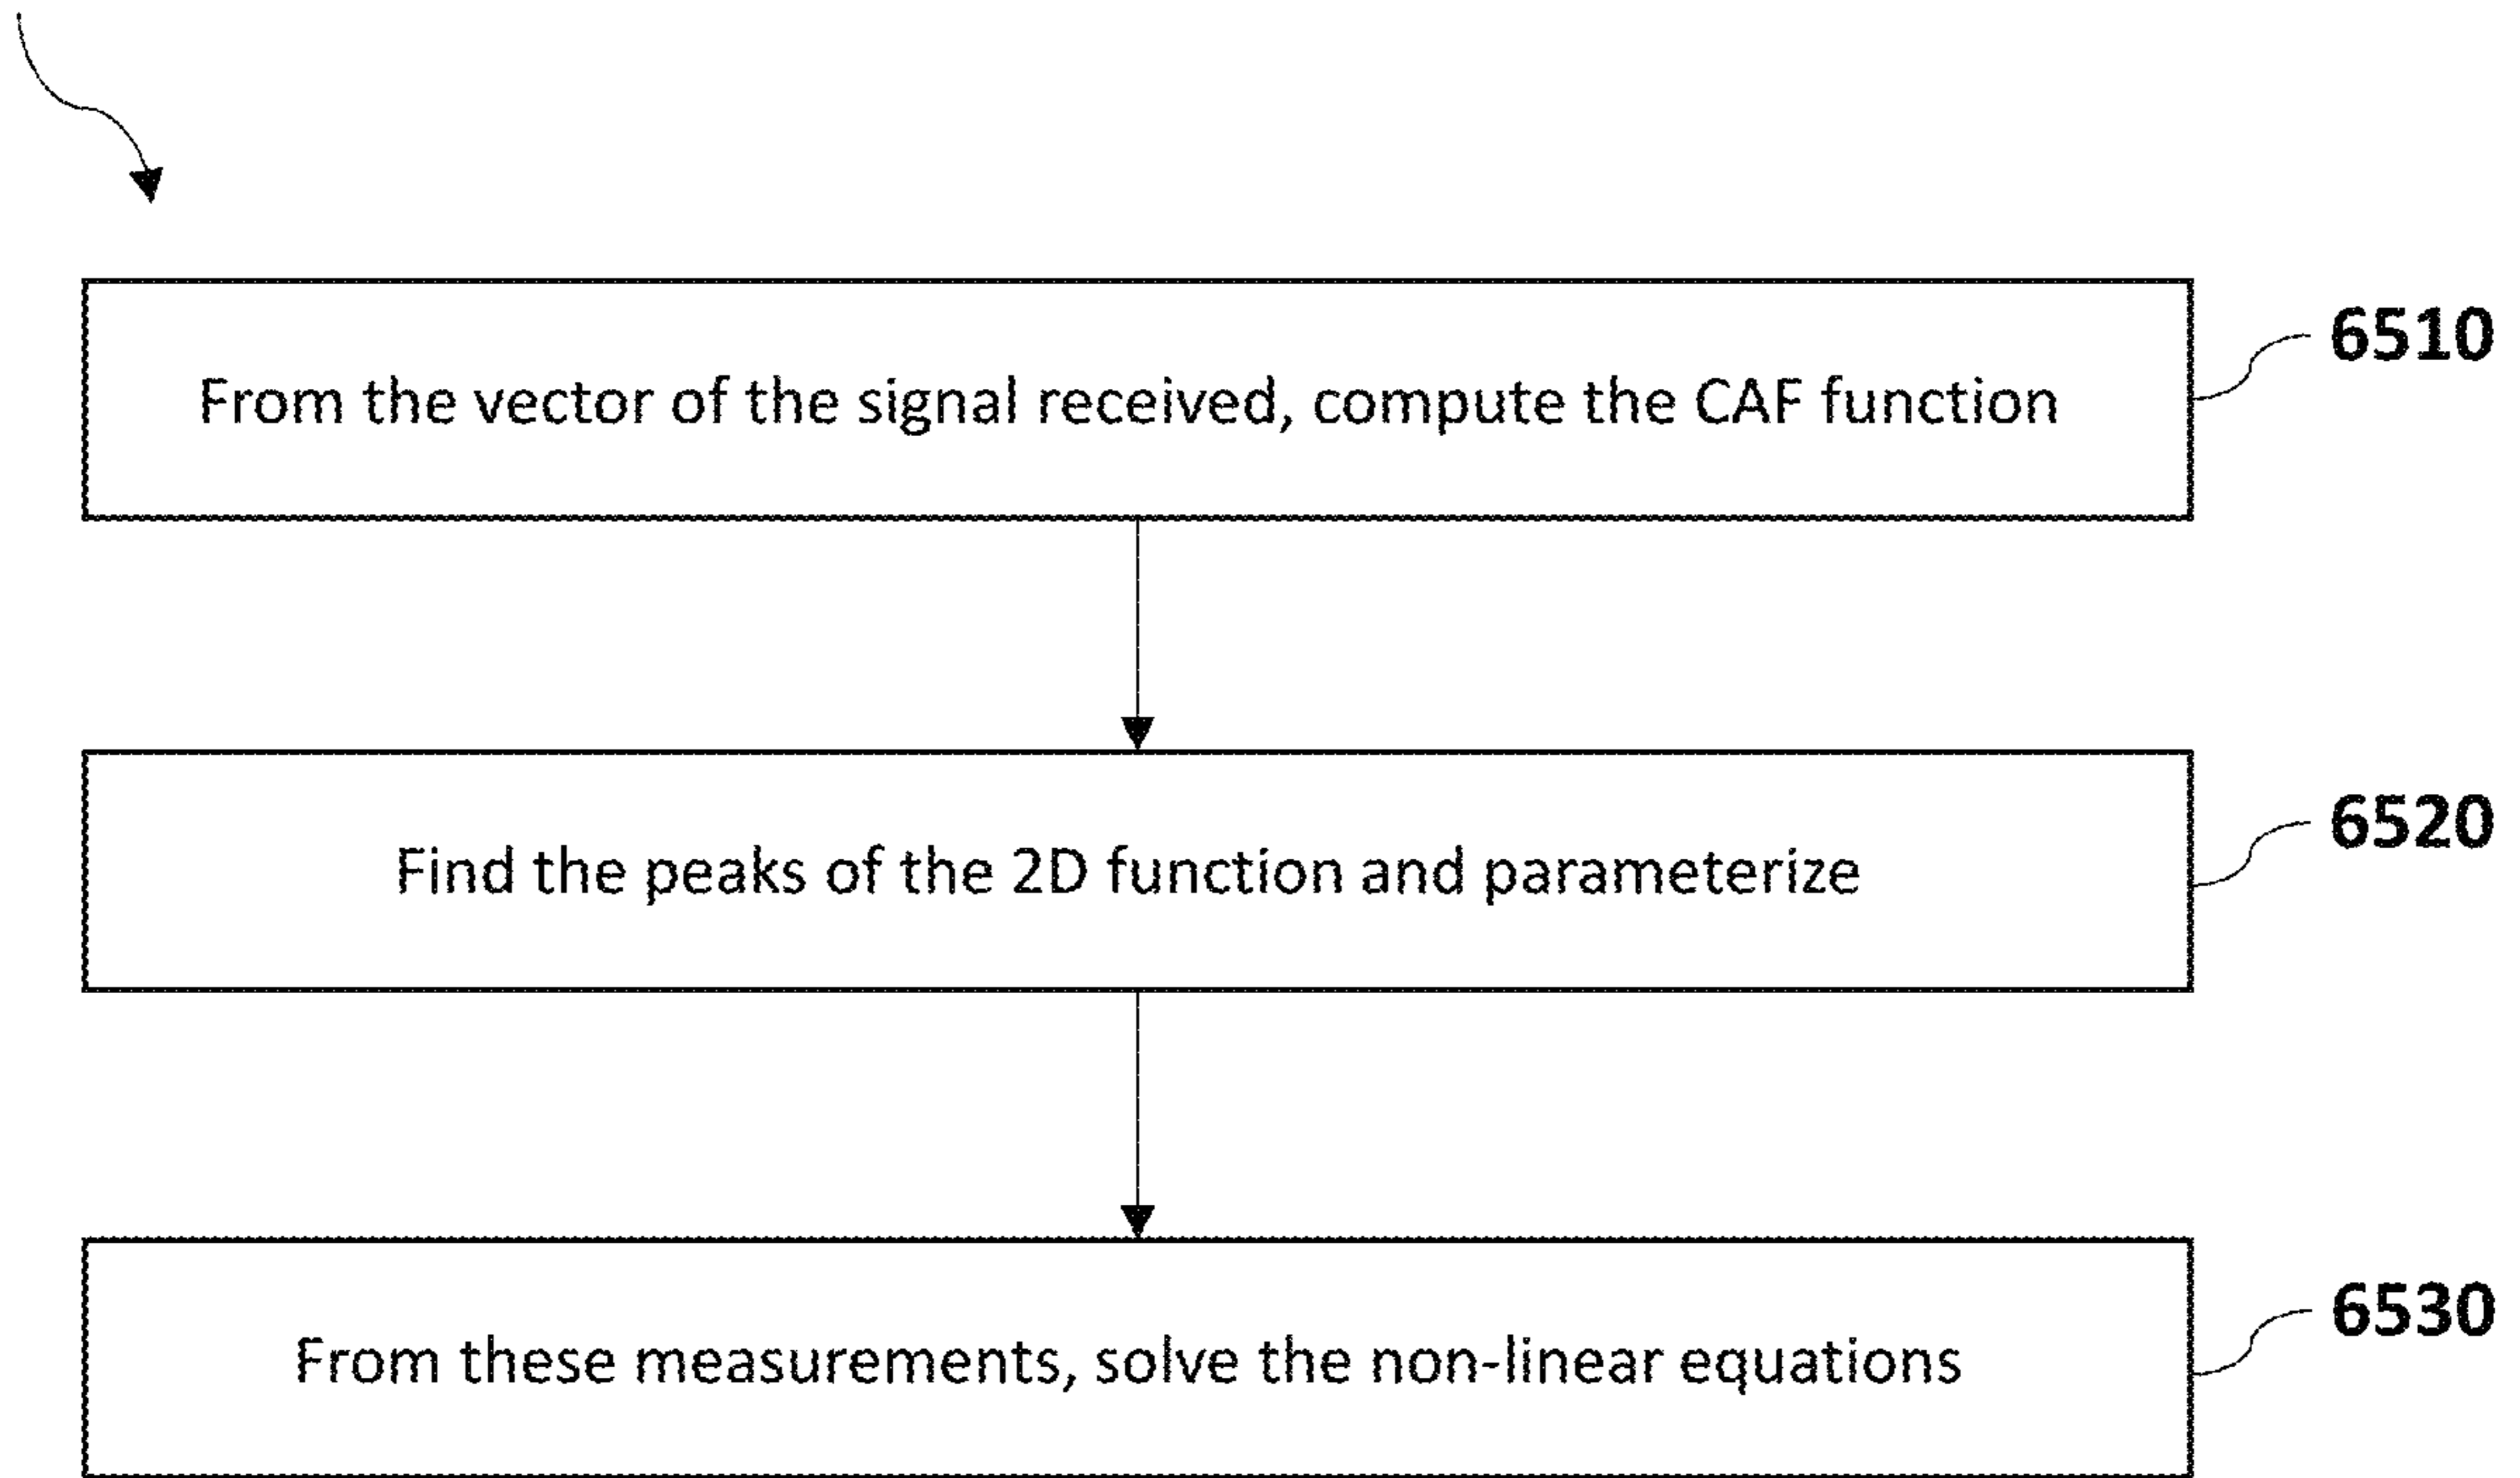 From the vector of the signal received, compute the CAF function
6510
Find the peaks of the 2D function and parameterize
6520
From these measurements, solve the non-linear equations
6530